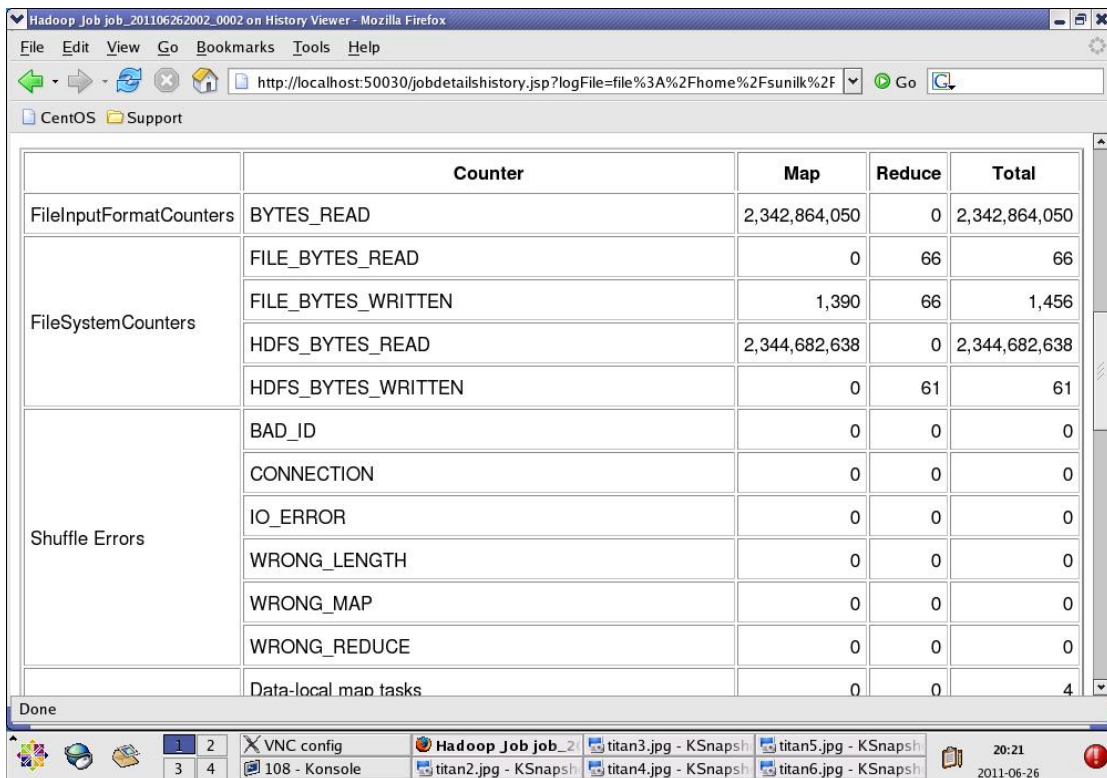 Hadoop Job job_201106262002_0002 on History Viewer - Mozilla Firefox
File Edit View Go Bookmarks Tools Help
http://localhost:50030/jobdetailshistory.jsp?logFile=file%3A%2Fhome%2Fsunilk%2F Go G
CentOS Support
Counter Map Reduce Total
FileInputFormatCounters BYTES_READ 2,342,864,050 0 2,342,864,050
FILE_BYTES_READ 0 66 66
FILE_BYTES_WRITTEN 1,390 66 1,456
FileSystemCounters
HDFS_BYTES_READ 2,344,682,638 0 2,344,682,638
HDFS_BYTES_WRITTEN 0 61 61
BAD_ID 0 0 0
CONNECTION 0 0 0
IO_ERROR 0 0 0
Shuffle Errors
WRONG_LENGTH 0 0 0
WRONG_MAP 0 0 0
WRONG_REDUCE 0 0 0
Data-local map tasks 0 0 4
Done
1 2 VNC config Hadoop Job job_2 titan3.jpg - KSnapsh titan5.jpg - KSnapsh 20:21
3 4 108 - Konsole titan2.jpg - KSnapsh titan4.jpg - KSnapsh titan6.jpg - KSnapsh 2011-06-26